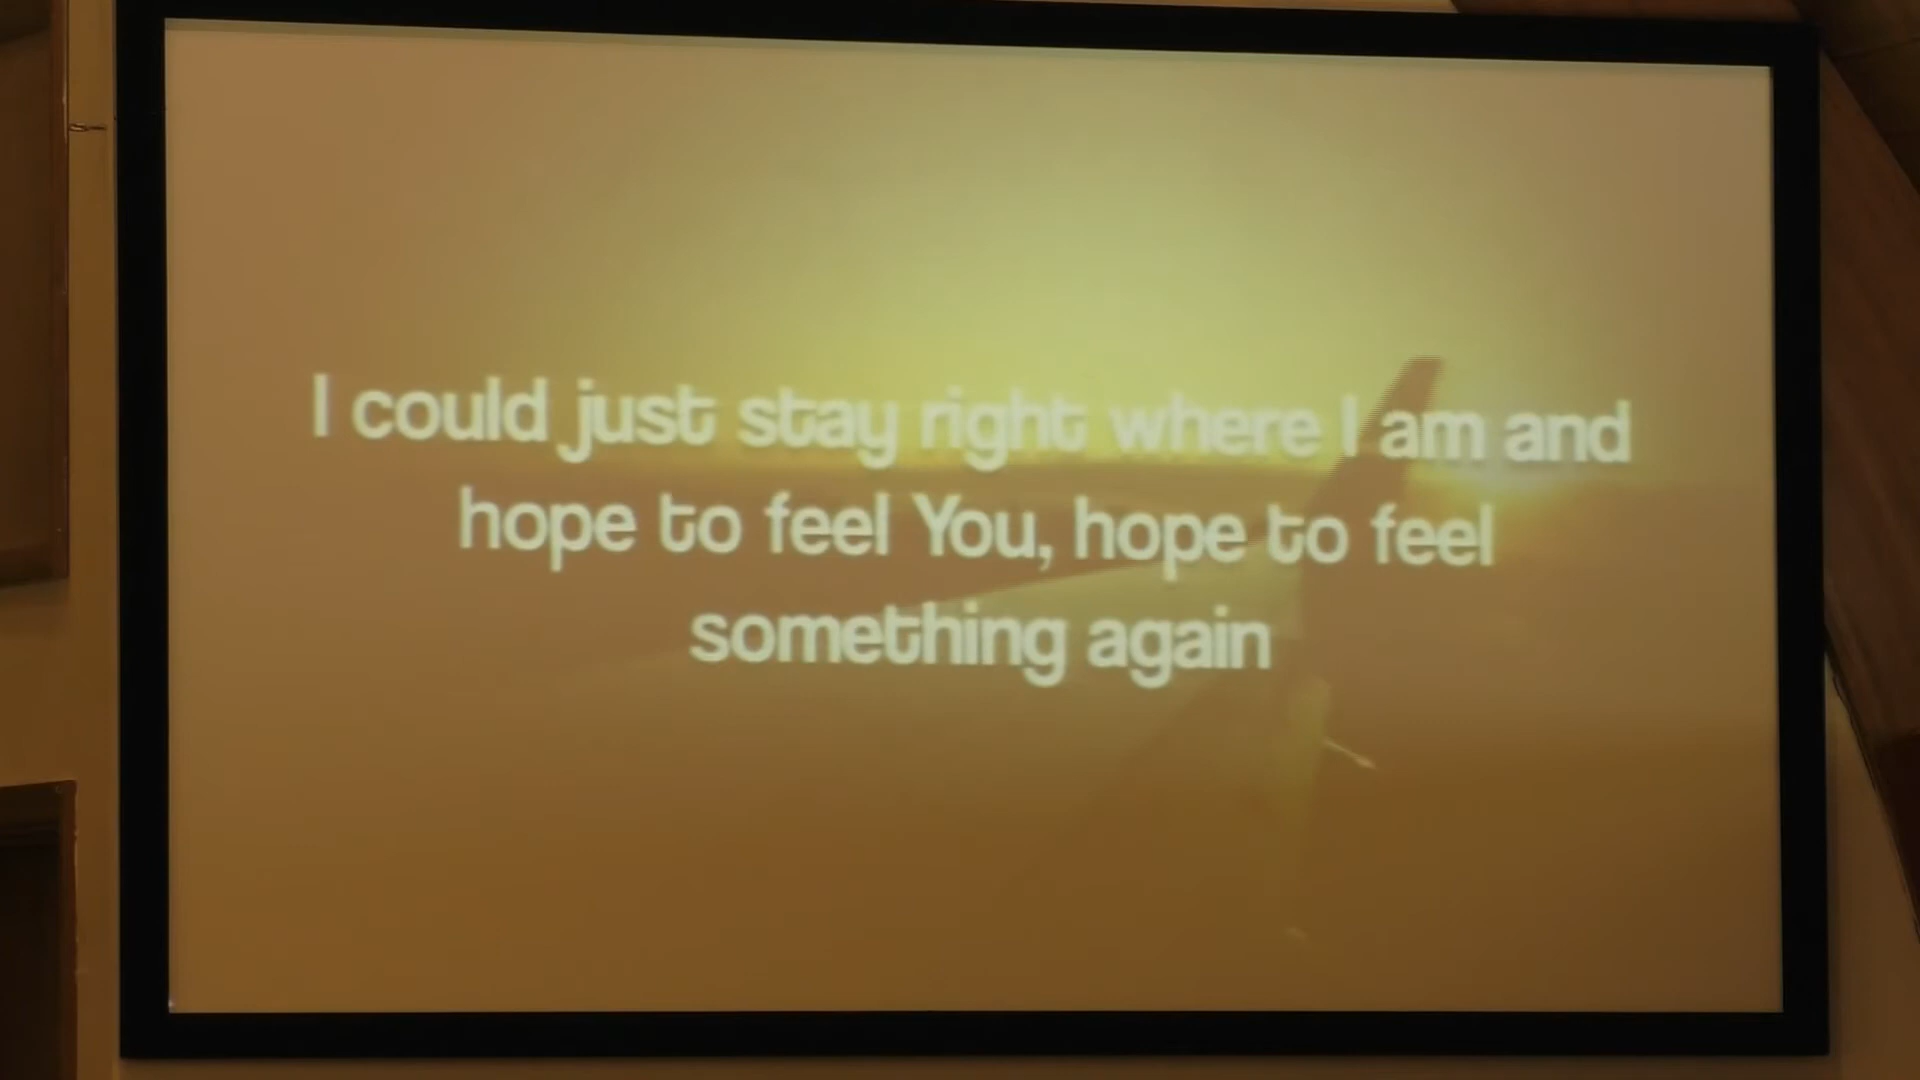 I could just stay right where I am and
hope to feel You, hope to feel
something again